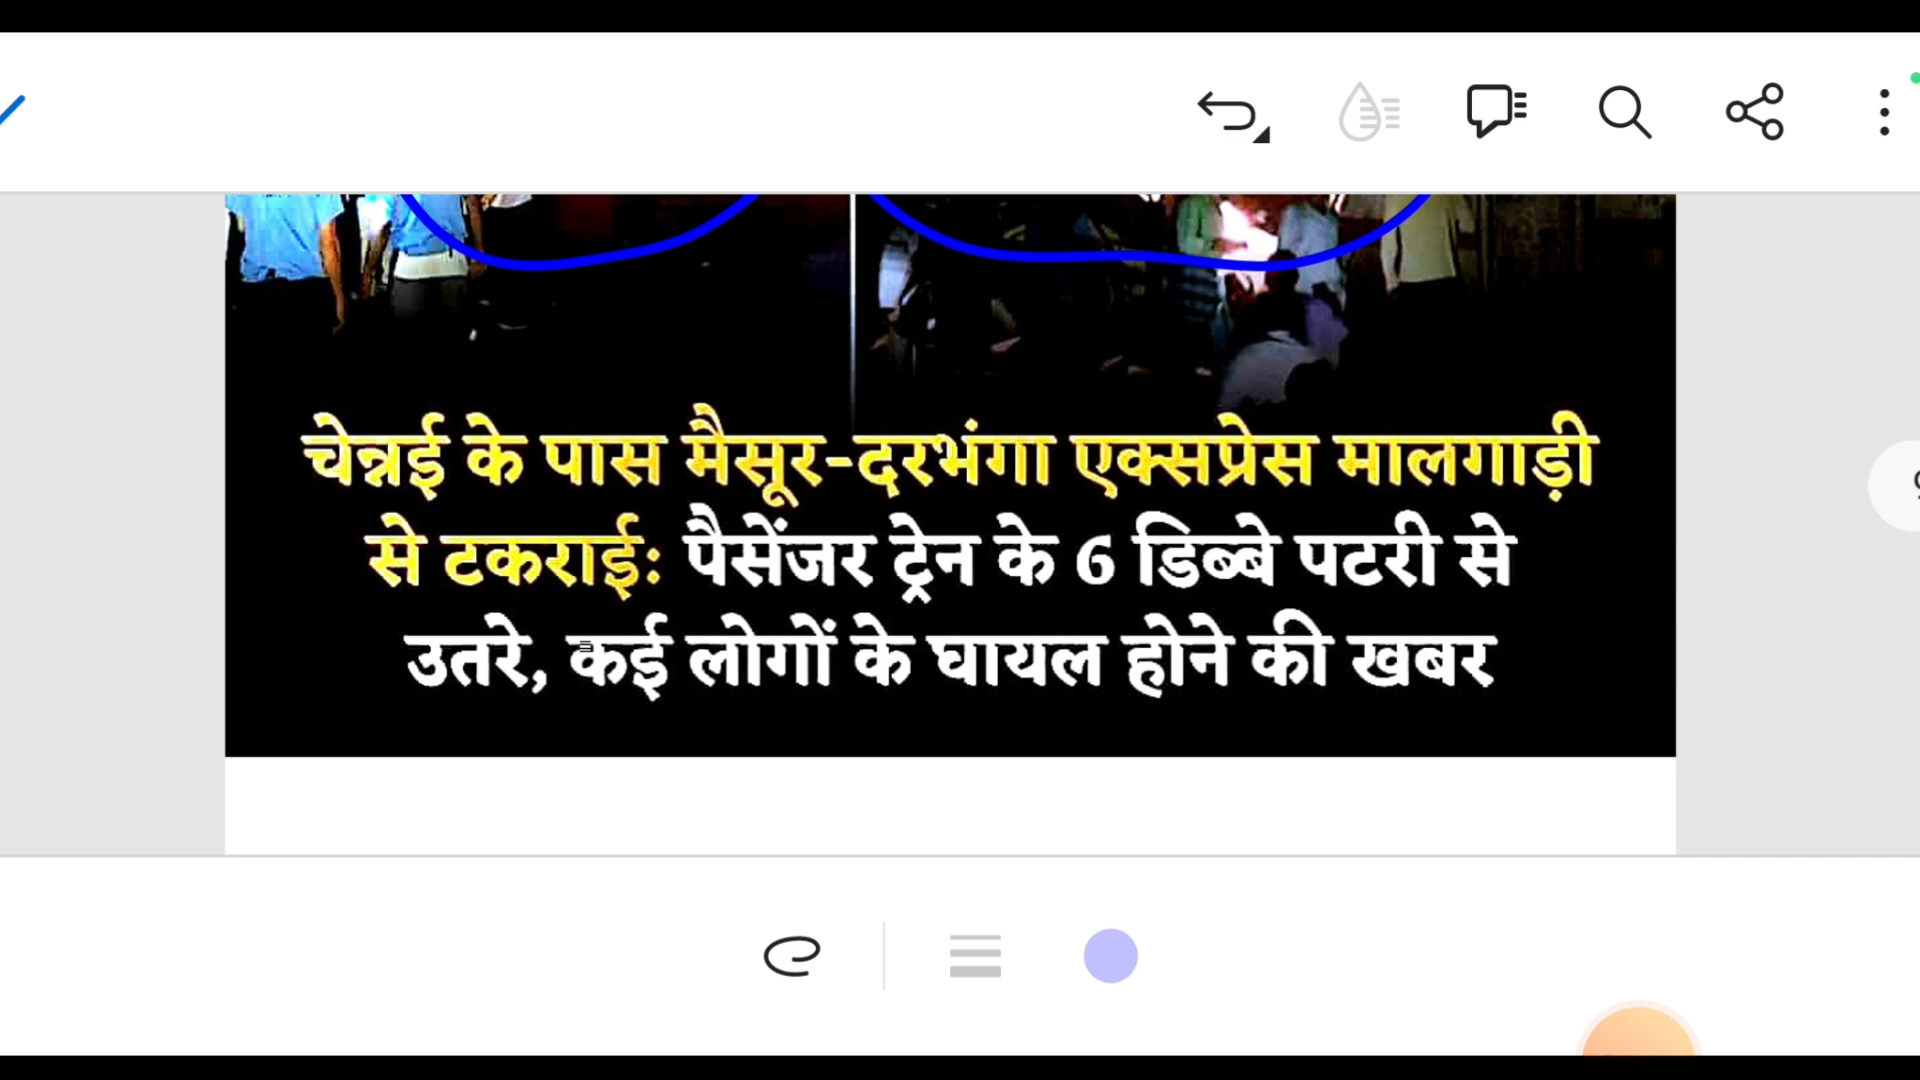 चेन्नई के पास मैसूर-दरभंगा एक्सप्रेस मालगाड़ी
से टकराई: पैसेंजर ट्रेन के 6 डिब्बे पटरी से
उतरे, कई लोगों के घायल होने की खबर